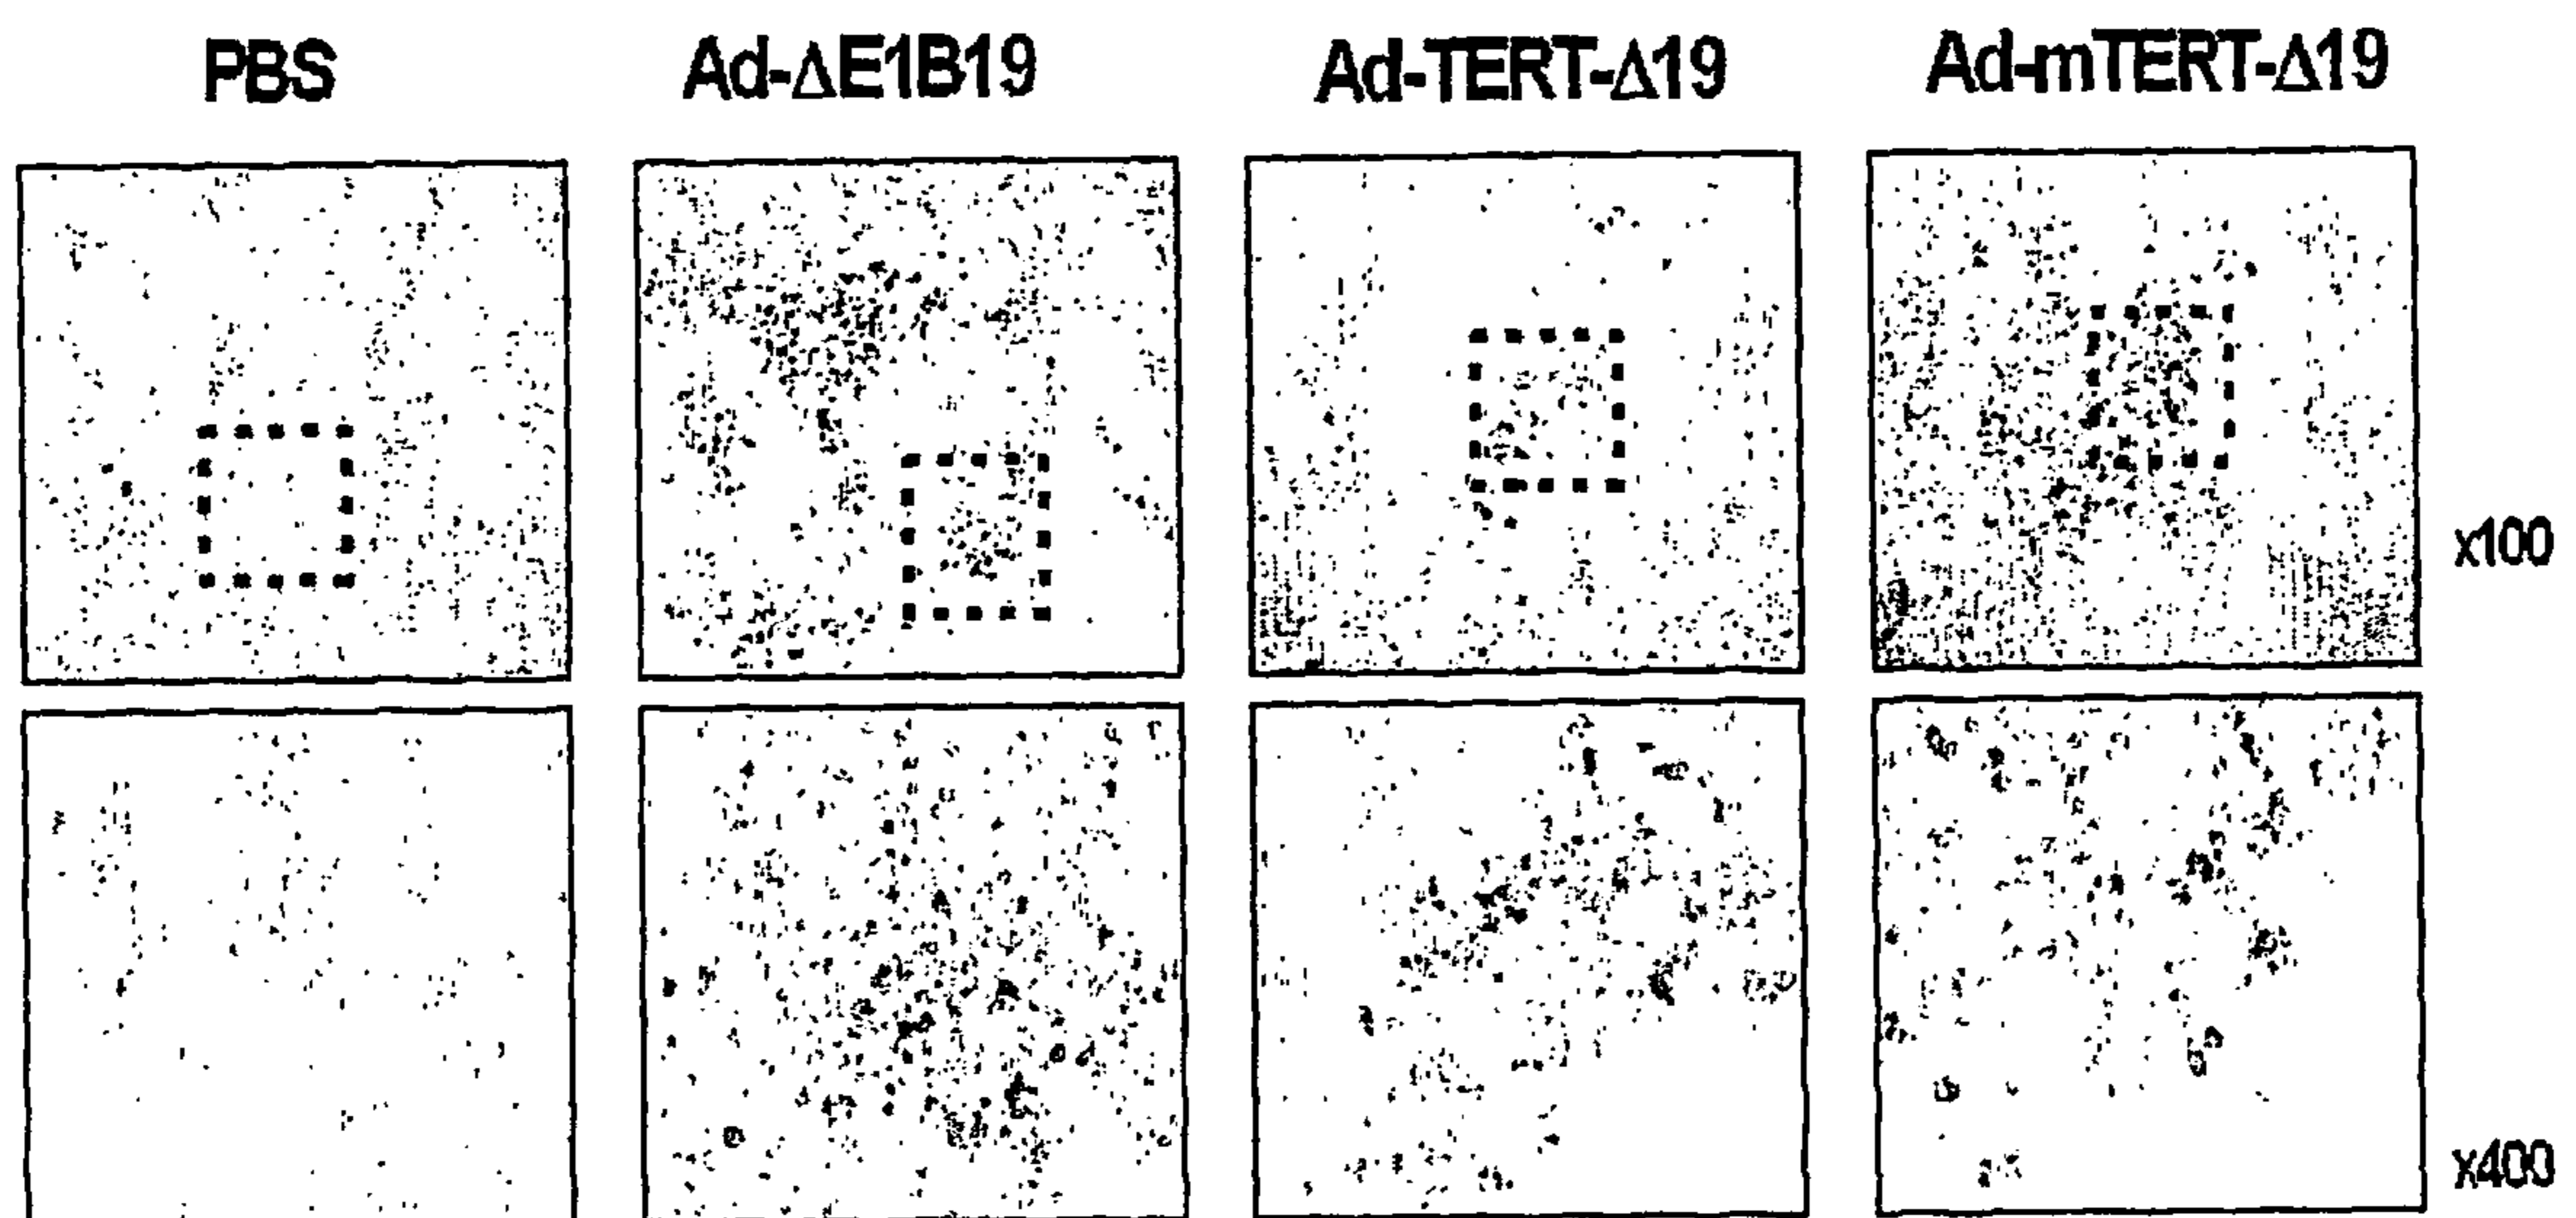 PBS Ad-ΔE1B19 Ad-TERT-Δ19 Ad-mTERT-Δ19
x100
x400